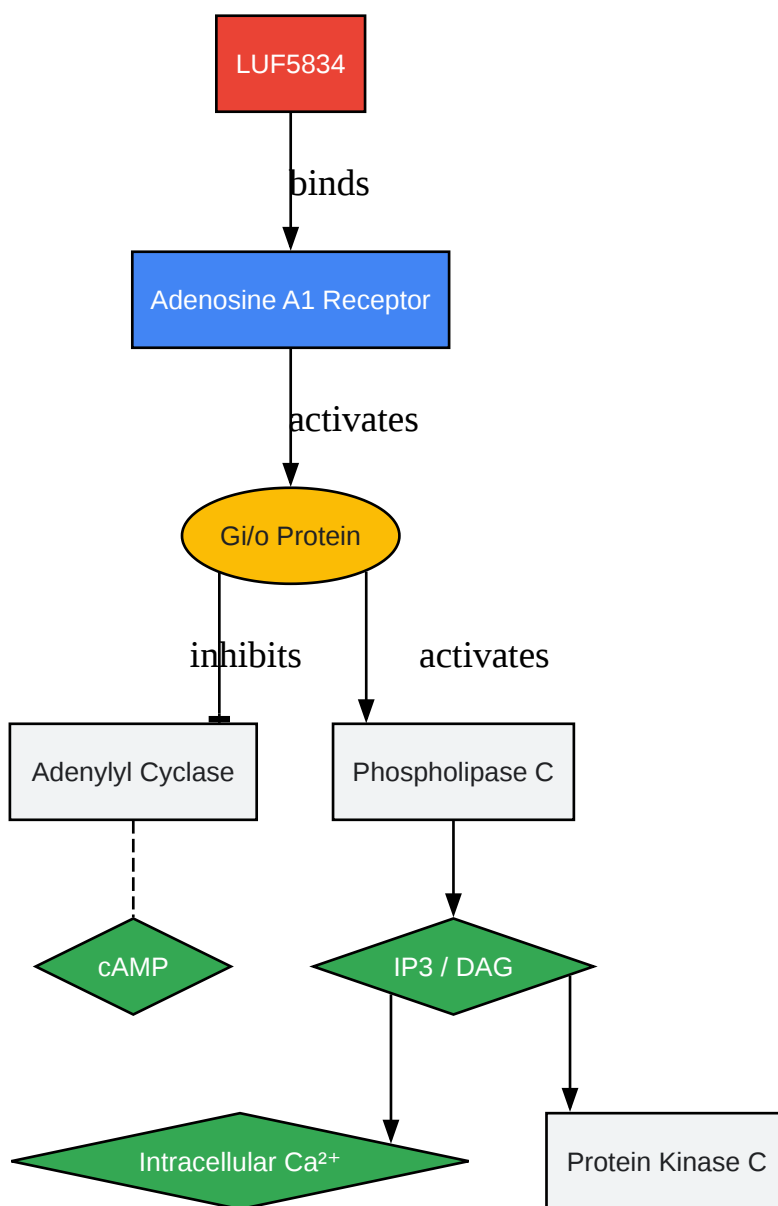 LUF5834
binds
Adenosine A1 Receptor
activates
Gi/o Protein
inhibits
activates
Adenylyl Cyclase
Phospholipase C
cAMP
IP3 / DAG
Intracellular Ca²⁺
Protein Kinase C